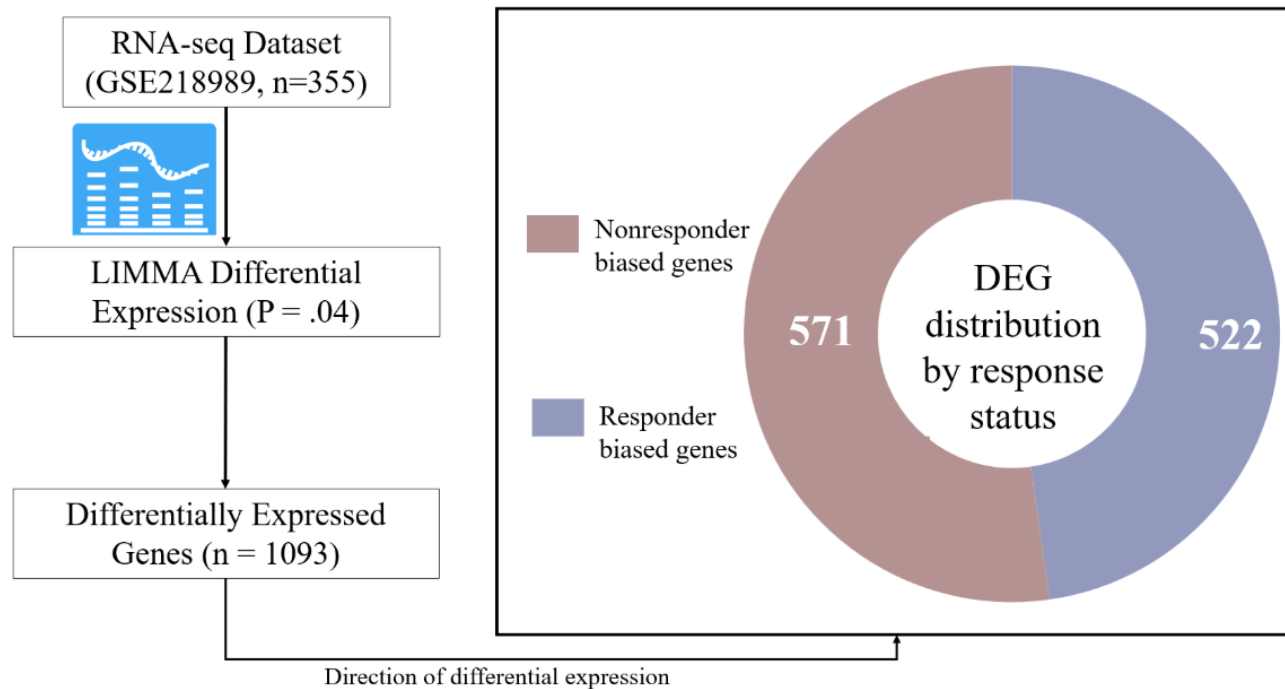 RNA-seq Dataset
(GSE218989, n=355)
LIMMA Differential
Expression (P = .04)
Differentially Expressed
Genes (n = 1093)
Direction of differential expression
Nonresponder
biased genes
Responder
biased genes
571
DEG
distribution
by response
status
522